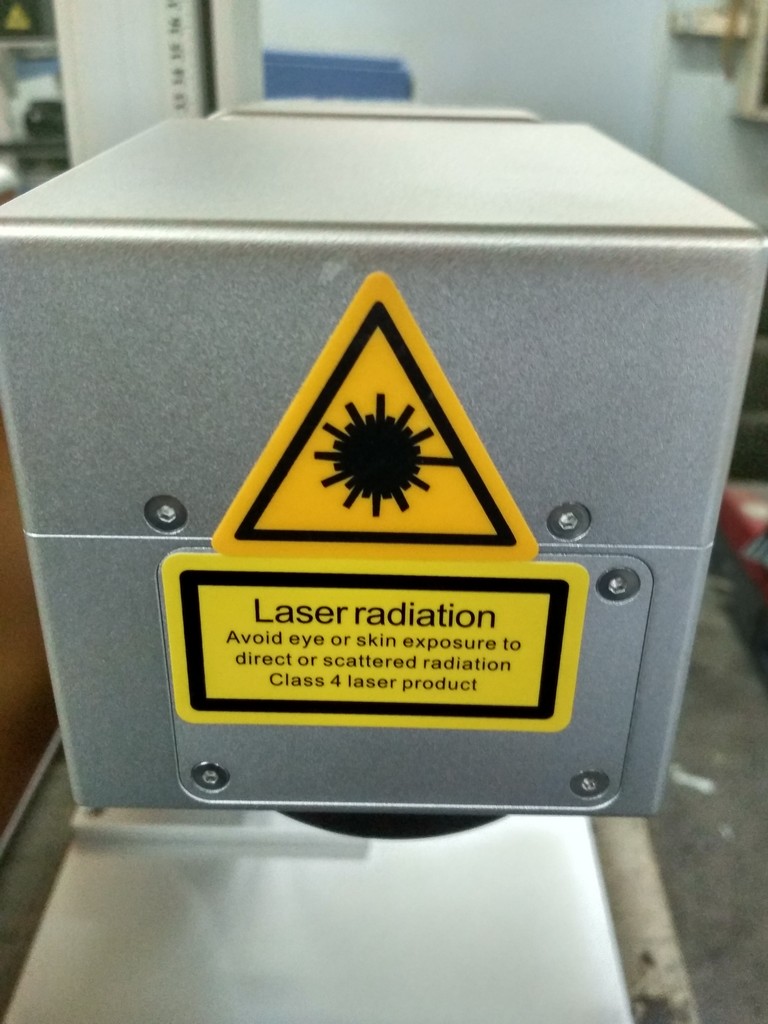 Laser radiation
Avoid eye or skin exposure to
direct or scattered radiation
Class 4 laser product